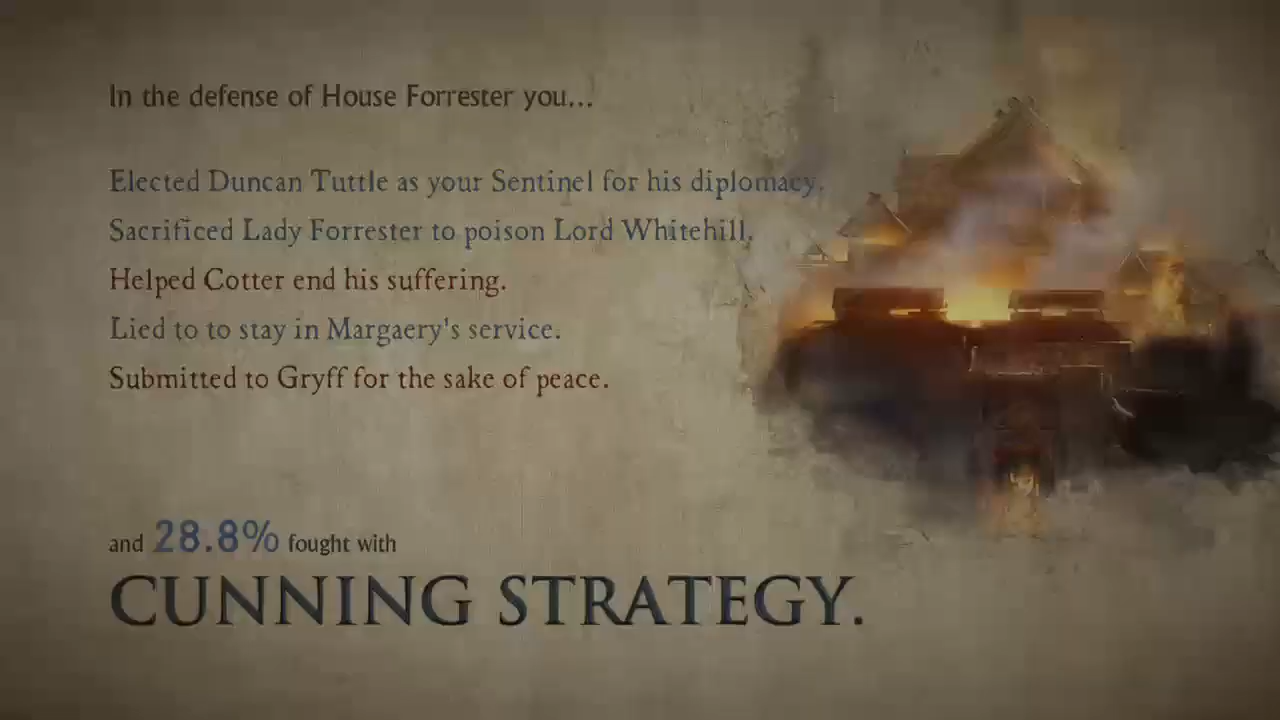 In the defense of House Forrester you...
Elected Duncan Tuttle as your Sentinel for his diplomacy.
Sacrificed Lady Forrester to poison Lord Whitehill.
Helped Cotter end his suffering.
Lied to to stay in Margaery's service.
Submitted to Gryff for the sake of peace.
and 28.8% fought with
CUNNING STRATEGY.